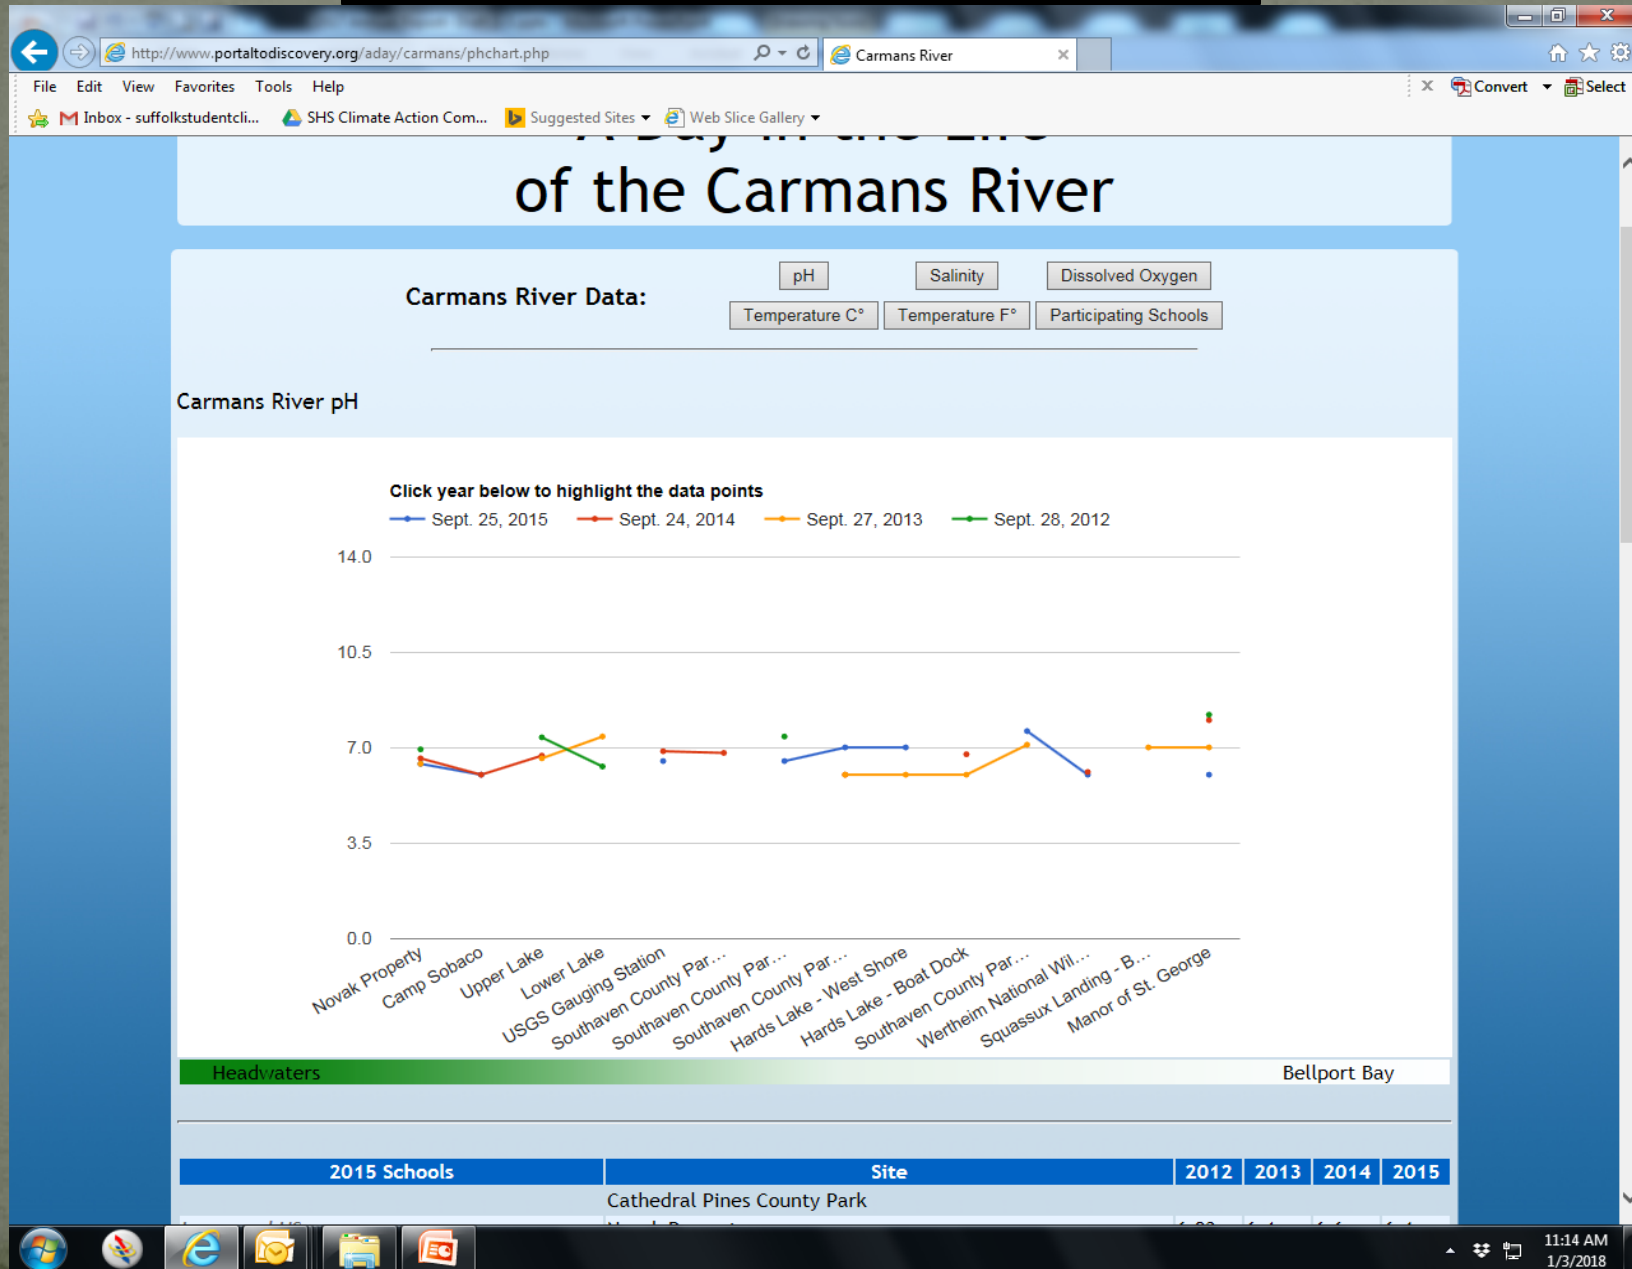 http://www.portaltodiscovery.org/aday/carmans/phchart.php
Carmans River
File Edit View Favorites Tools Help
Convert
Select
Inbox - suffolkstudentcli...
SHS Climate Action Com...
Suggested Sites
Web Slice Gallery
A Day in the Life
of the Carmans River
Carmans River Data:
pH Salinity Dissolved Oxygen
Temperature C° Temperature F° Participating Schools
Carmans River pH
Click year below to highlight the data points
Sept. 25, 2015 Sept. 24, 2014 Sept. 27, 2013 Sept. 28, 2012
14.0
10.5
7.0
3.5
0.0
Novak Property
Camp Sobaco
Upper Lake
Lower Lake
USGS Gauging Station
Southaven County Par...
Southaven County Par...
Southaven County Par...
Hards Lake - West Shore
Hards Lake - Boat Dock
Southaven County Par...
Wertheim National Wil...
Squassux Landing - B...
Manor of St. George
Headwaters Bellport Bay
2015 Schools Site 2012 2013 2014 2015
Cathedral Pines County Park
11:14 AM
1/3/2018